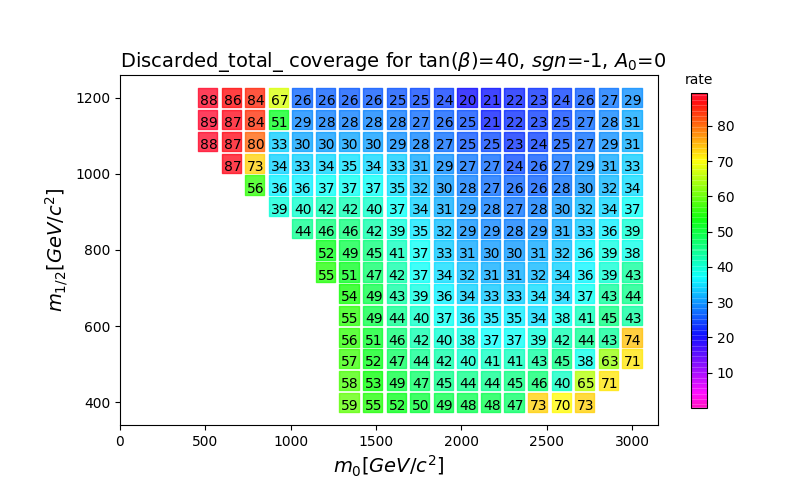 Discarded_total_ coverage for tan(β)=40, sgn=-1, A₀=0
rate
1200
88 86 84 67 26 26 26 26 25 25 24 20 21 22 23 24 26 27 29
89 87 84 51 29 28 28 28 28 27 26 25 21 22 23 25 27 28 31
88 87 80 33 30 30 30 30 29 28 27 25 25 23 24 25 27 29 31
1000
87 73 34 33 34 35 34 33 31 29 27 27 24 26 27 29 31 33
56 36 36 37 37 37 35 32 30 28 27 26 26 28 30 32 34
39 40 42 42 40 37 34 31 29 28 27 28 30 32 34 37
44 46 46 42 39 35 32 29 29 28 29 31 33 36 39
800
52 49 45 41 37 33 31 30 30 31 32 36 39 38
55 51 47 42 37 34 32 31 31 32 34 36 39 43
54 49 43 39 36 34 33 33 34 34 37 43 44
55 49 44 40 37 36 35 35 34 38 41 45 43
600
56 51 46 42 40 38 37 37 39 42 44 43 74
57 52 47 44 42 40 41 41 43 45 38 63 71
58 53 49 47 45 44 44 45 46 40 65 71
400
59 55 52 50 49 48 48 47 73 70 73
80
70
60
50
40
30
20
10
0 500 1000 1500 2000 2500 3000
m₀[GeV/c²]
m₁/₂[GeV/c²]